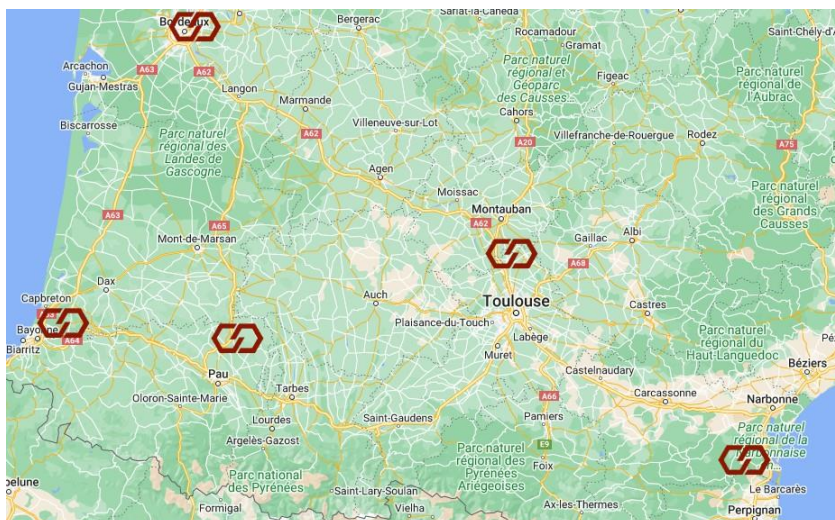 Sarlat-la-Canéda
Bordeaux
Bergerac
Rocamadour
Saint-Chély-d'A
Gramat
Arcachon
A63
A62
Parc naturel
régional et
Géoparc
des Causses...
Figeac
Parc naturel
régional de
l'Aubrac
Gujan-Mestras
Langon
Marmande
Biscarrosse
Villeneuve-sur-Lot
Cahors
Parc naturel
régional des
Landes de
Gascogne
A62
A20
Villefranche-de-Rouergue
Rodez
A75
Agen
Moissac
Parc naturel
régional des
Grands
Causses
A63
A65
Montauban
A62
Mont-de-Marsan
Gaillac
Albi
A68
Dax
Capbreton
Auch
Toulouse
Castres
Plaisance-du-Touch
Bayonne
Biarritz
A64
Labège
Parc naturel
régional du
Haut-Languedoc
Muret
Béziers
Pau
Castelnaudary
Oloron-Sainte-Marie
Tarbes
A66
Carcassonne
Narbonne
Lourdes
Saint-Gaudens
Pamiers
Argelès-Gazost
Parc naturel
régional de la
Narbonnaise
E9
Parc naturel
régional des
Pyrénées
Ariégeoises
Foix
Parc national
des Pyrénées
Saint-Lary-Soulan
Le Barcarès
Formigal
Vielha
Ax-les-Thermes
Perpignan